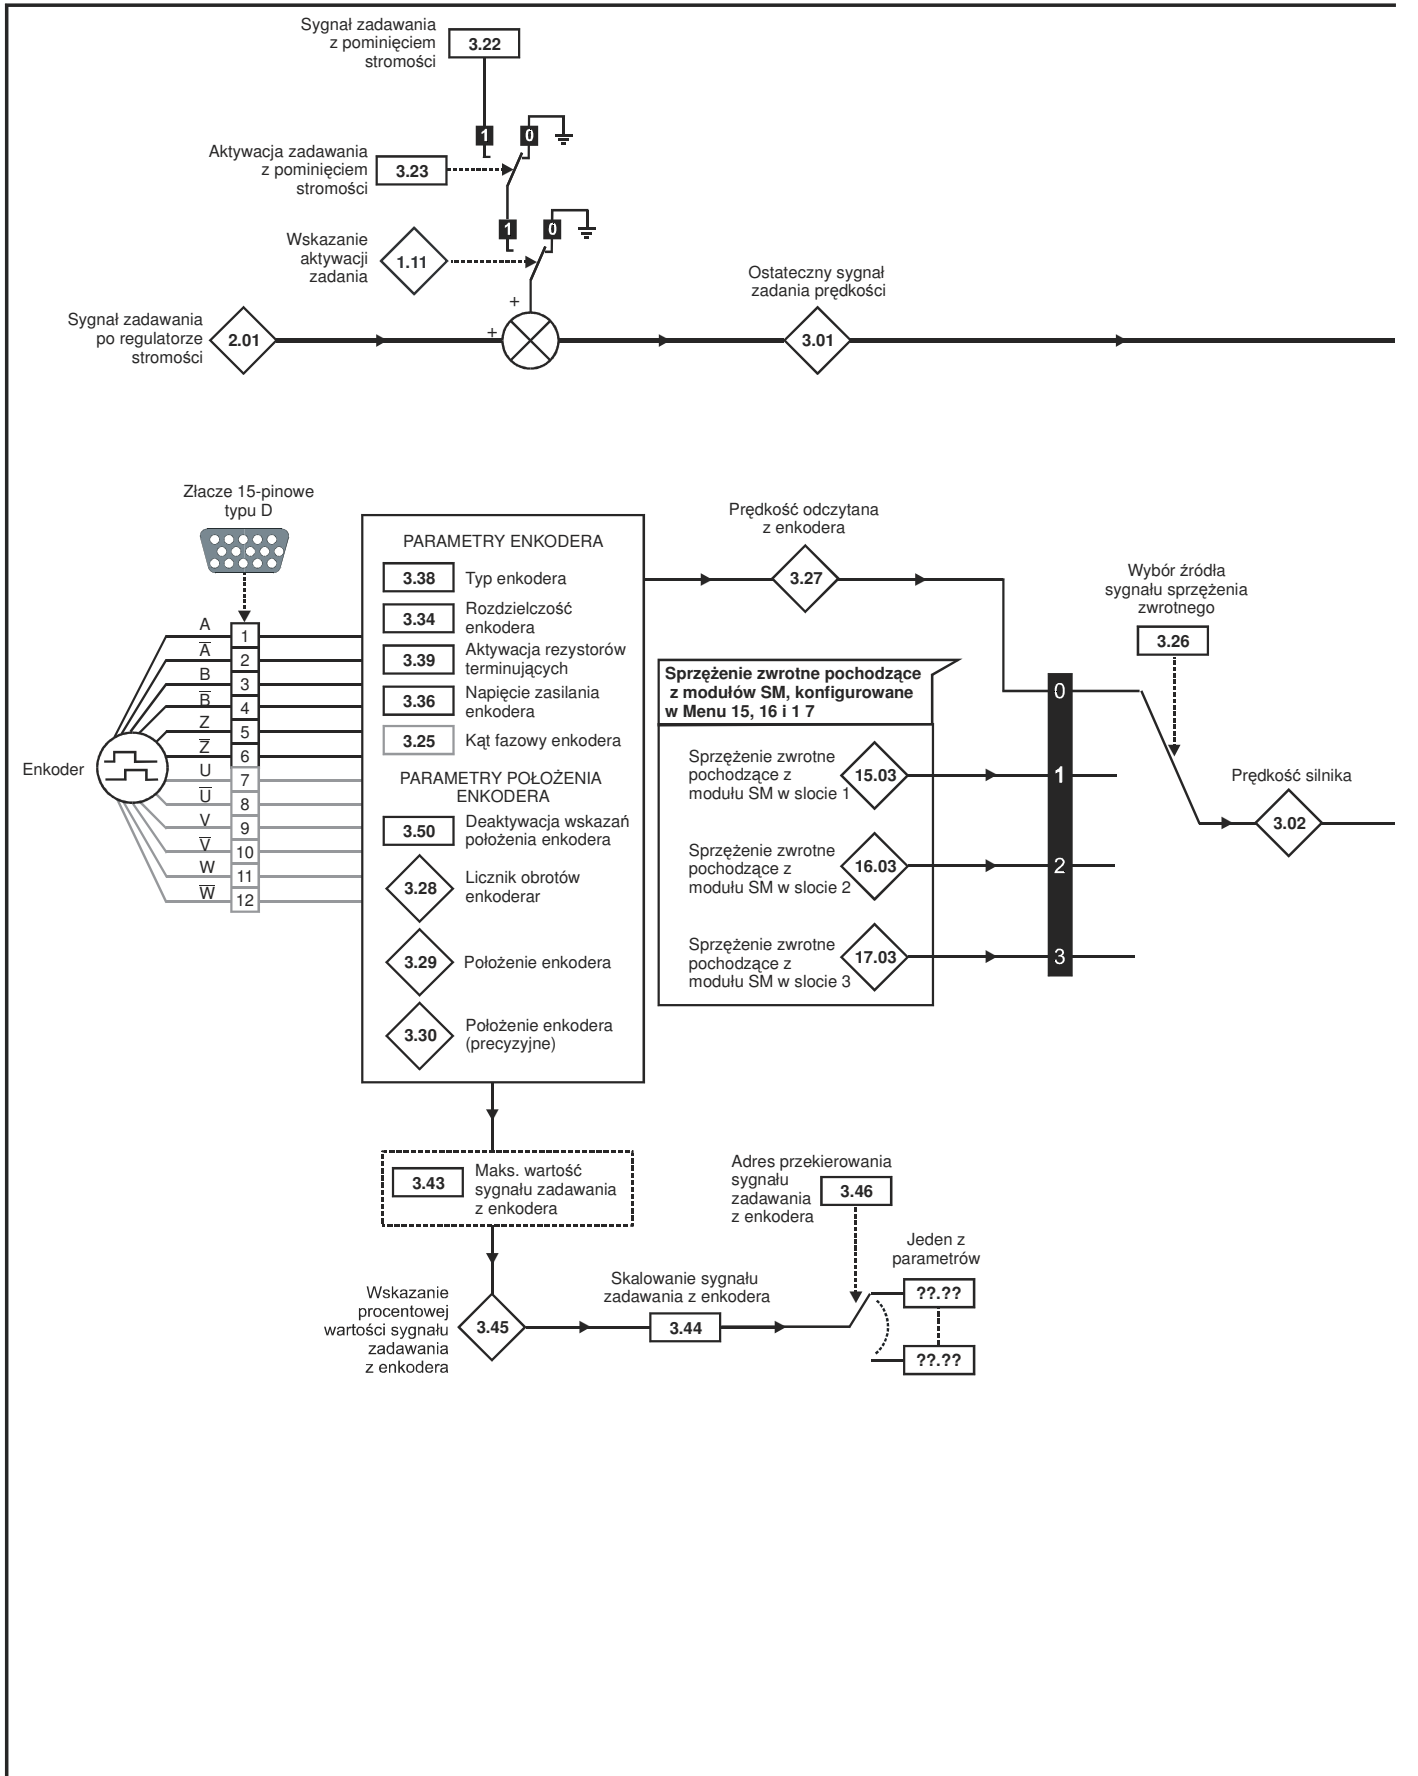 Sygnał zadawania
z pominięciem
stromości
3.22
1
0
Aktywacja zadawania
z pominięciem
stromości
3.23
1
0
Wskazanie
aktywacji
zadania
1.11
Ostateczny sygnał
zadania prędkości
Sygnał zadawania
po regulatorze
stromości
2.01
+
+
3.01
Złacze 15-pinowe
typu D
A
1
A̅
2
B
3
B̅
4
Z
5
Z̅
6
U
7
U̅
8
V
9
V̅
10
W
11
W̅
12
Enkoder
PARAMETRY ENKODERA
3.38
Typ enkodera
3.34
Rozdzielczość
enkodera
3.39
Aktywacja rezystorów
terminujących
3.36
Napięcie zasilania
enkodera
3.25
Kąt fazowy enkodera
PARAMETRY POŁOŻENIA
ENKODERA
3.50
Deaktywacja wskazań
położenia enkodera
3.28
Licznik obrotów
enkoderar
3.29
Położenie enkodera
3.30
Położenie enkodera
(precyzyjne)
Prędkość odczytana
z enkodera
3.27
Sprzężenie zwrotne pochodzące
z modułów SM, konfigurowane
w Menu 15, 16 i 1 7
Sprzężenie zwrotne
pochodzące z
modułu SM w slocie 1
15.03
Sprzężenie zwrotne
pochodzące z
modułu SM w slocie 2
16.03
Sprzężenie zwrotne
pochodzące z
modułu SM w slocie 3
17.03
0
1
2
3
Wybór źródła
sygnału sprzężenia
zwrotnego
3.26
Prędkość silnika
3.02
3.43
Maks. wartość
sygnału zadawania
z enkodera
Wskazanie
procentowej
wartości sygnału
zadawania
z enkodera
3.45
Skalowanie sygnału
zadawania z enkodera
3.44
Adres przekierowania
sygnału
zadawania
z enkodera
3.46
Jeden z
parametrów
??.??
??.??